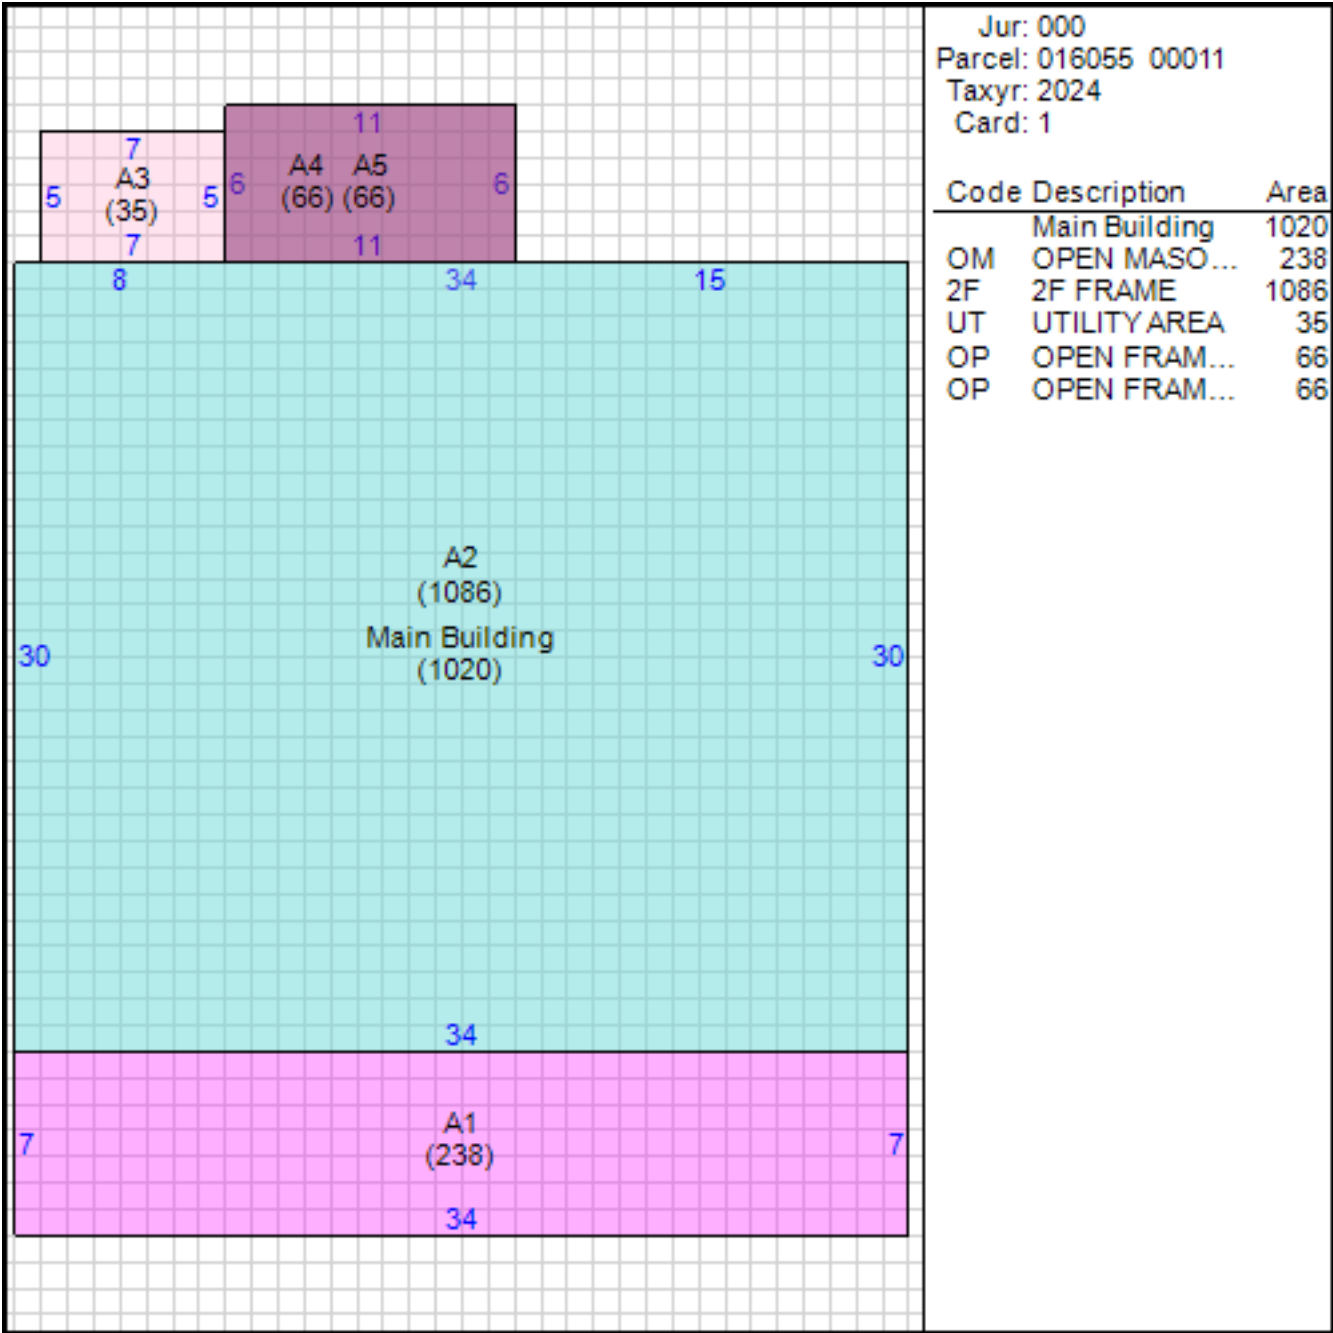 11
7
A3
(35)
5
5
7
A4 A5
(66) (66)
6
6
11
8
34
15
A2
(1086)
Main Building
(1020)
30
30
34
A1
(238)
7
7
34
Jur: 000
Parcel: 016055 00011
Taxyr: 2024
Card: 1
Code Description Area
Main Building 1020
OM OPEN MASO... 238
2F 2F FRAME 1086
UT UTILITY AREA 35
OP OPEN FRAM... 66
OP OPEN FRAM... 66